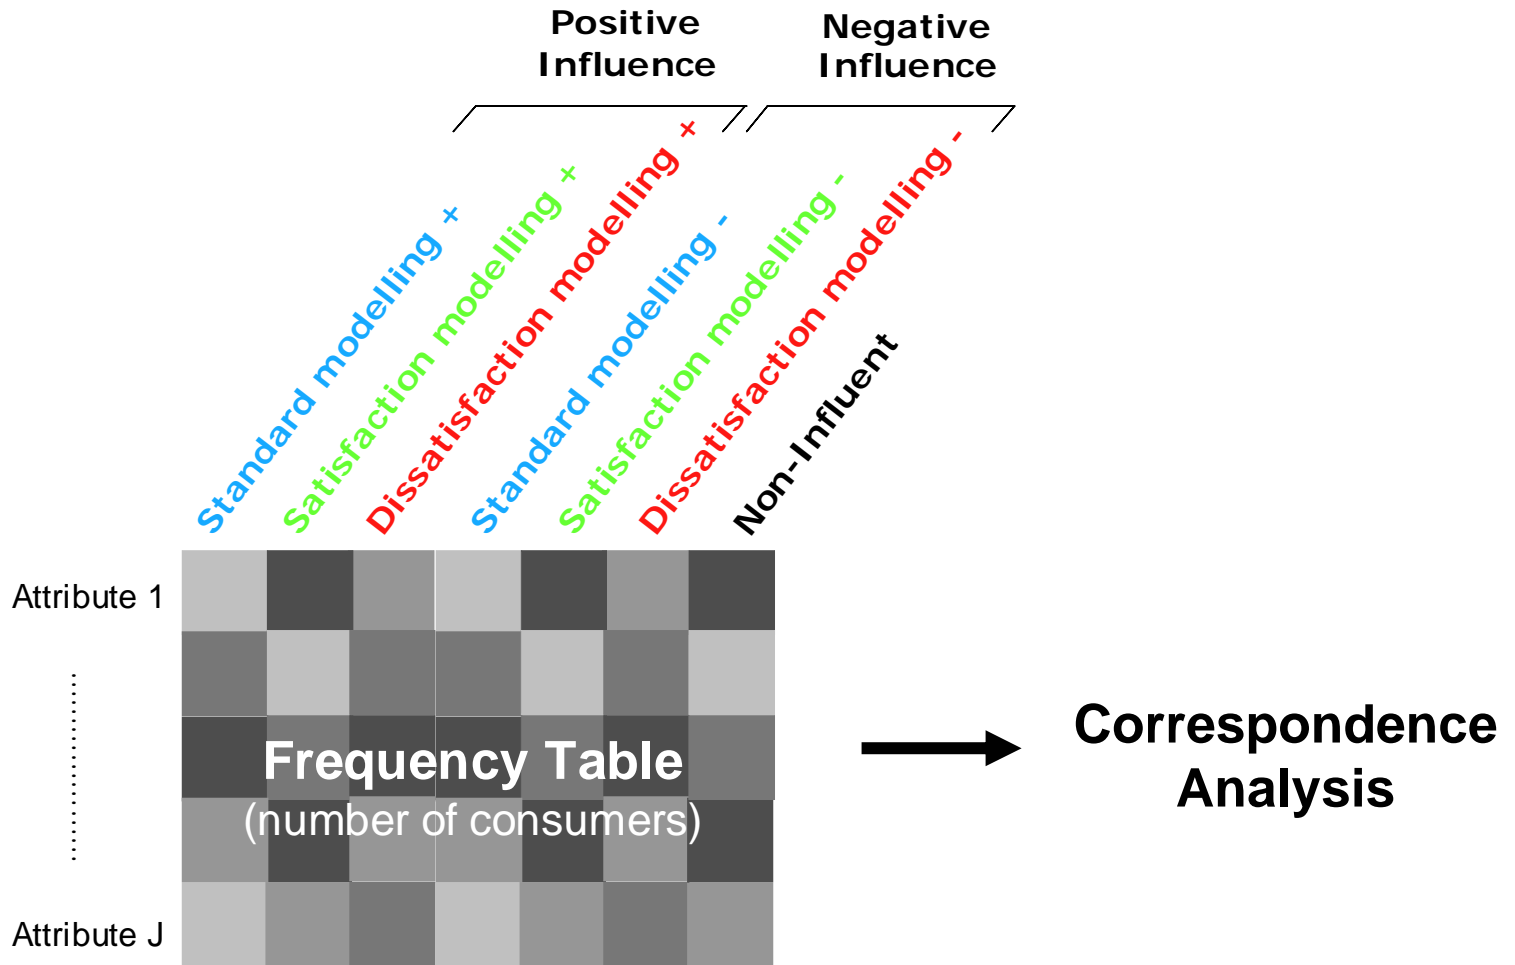 Positive
Influence
Negative
Influence
Standard modelling +
Satisfaction modelling +
Dissatisfaction modelling +
Standard modelling -
Satisfaction modelling -
Dissatisfaction modelling -
Non-Influent
Attribute 1
Attribute J
Frequency Table
(number of consumers)
Correspondence
Analysis